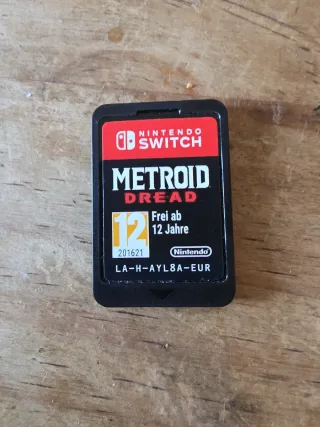 NINTENDO
SWITCH
METROID
DREAD
12
201621
Frei ab
12 Jahre
Nintendo
LA-H-AYL8A-EUR